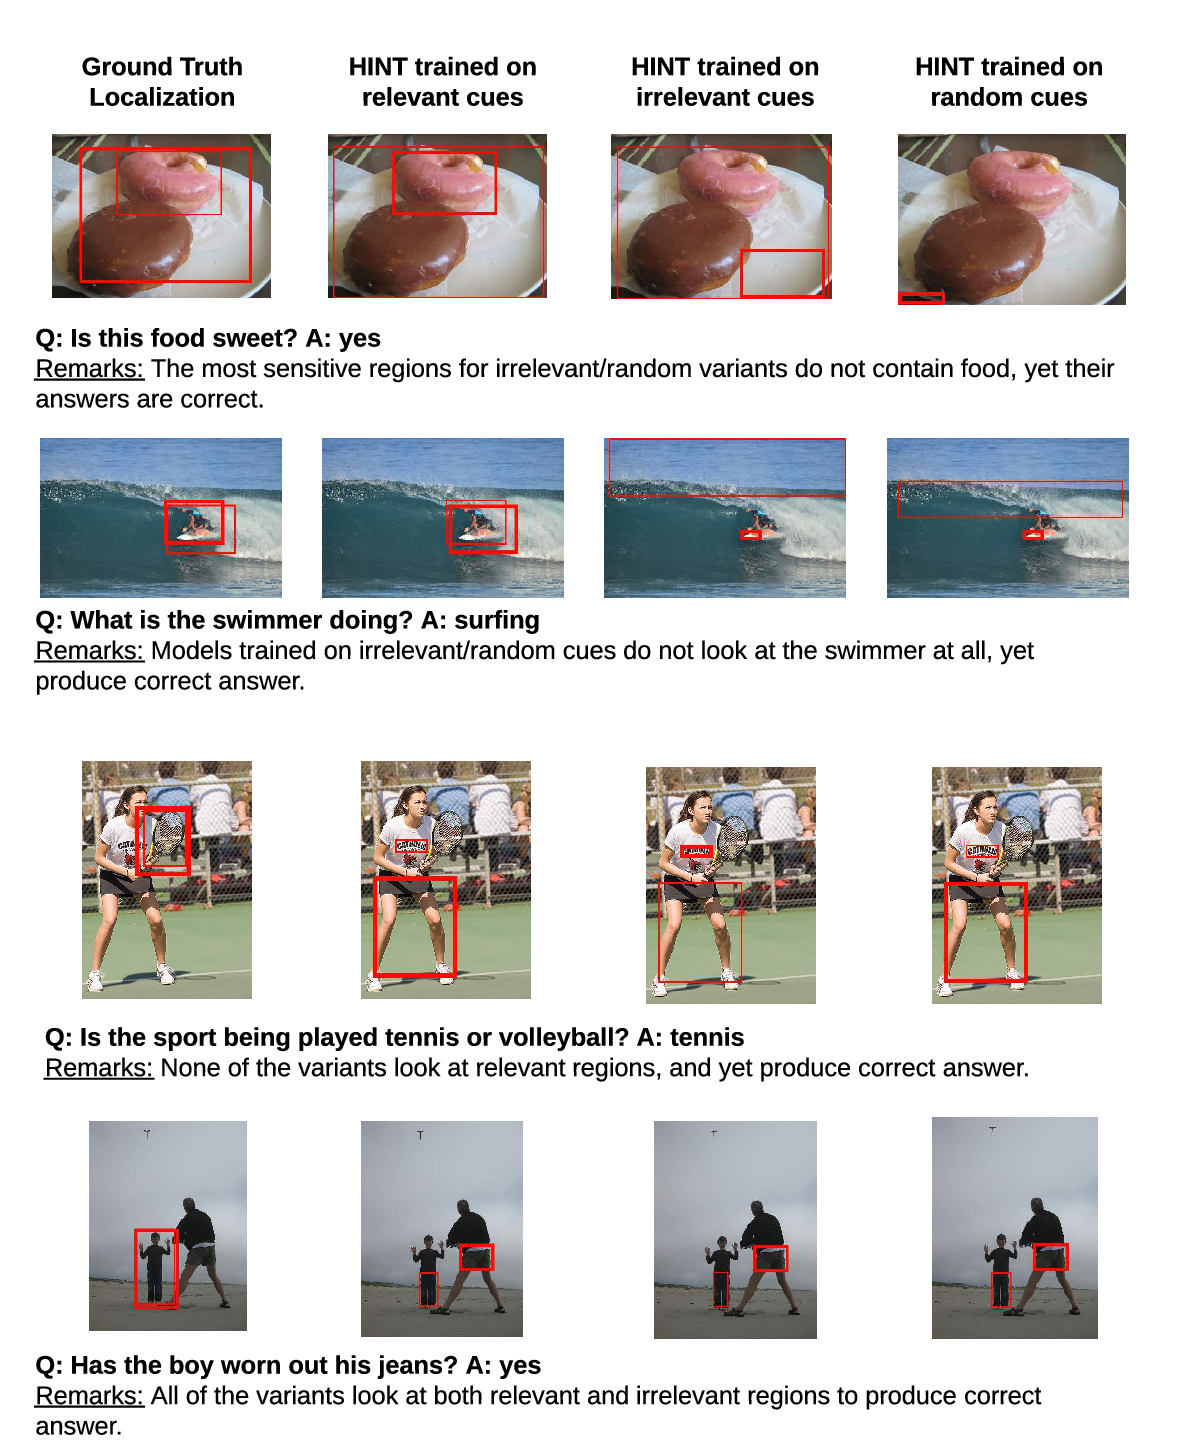 Ground Truth
Localization
HINT trained on
relevant cues
HINT trained on
irrelevant cues
HINT trained on
random cues
Q: Is this food sweet? A: yes
Remarks: The most sensitive regions for irrelevant/random variants do not contain food, yet their
answers are correct.
Q: What is the swimmer doing? A: surfing
Remarks: Models trained on irrelevant/random cues do not look at the swimmer at all, yet
produce correct answer.
Q: Is the sport being played tennis or volleyball? A: tennis
Remarks: None of the variants look at relevant regions, and yet produce correct answer.
Q: Has the boy worn out his jeans? A: yes
Remarks: All of the variants look at both relevant and irrelevant regions to produce correct
answer.